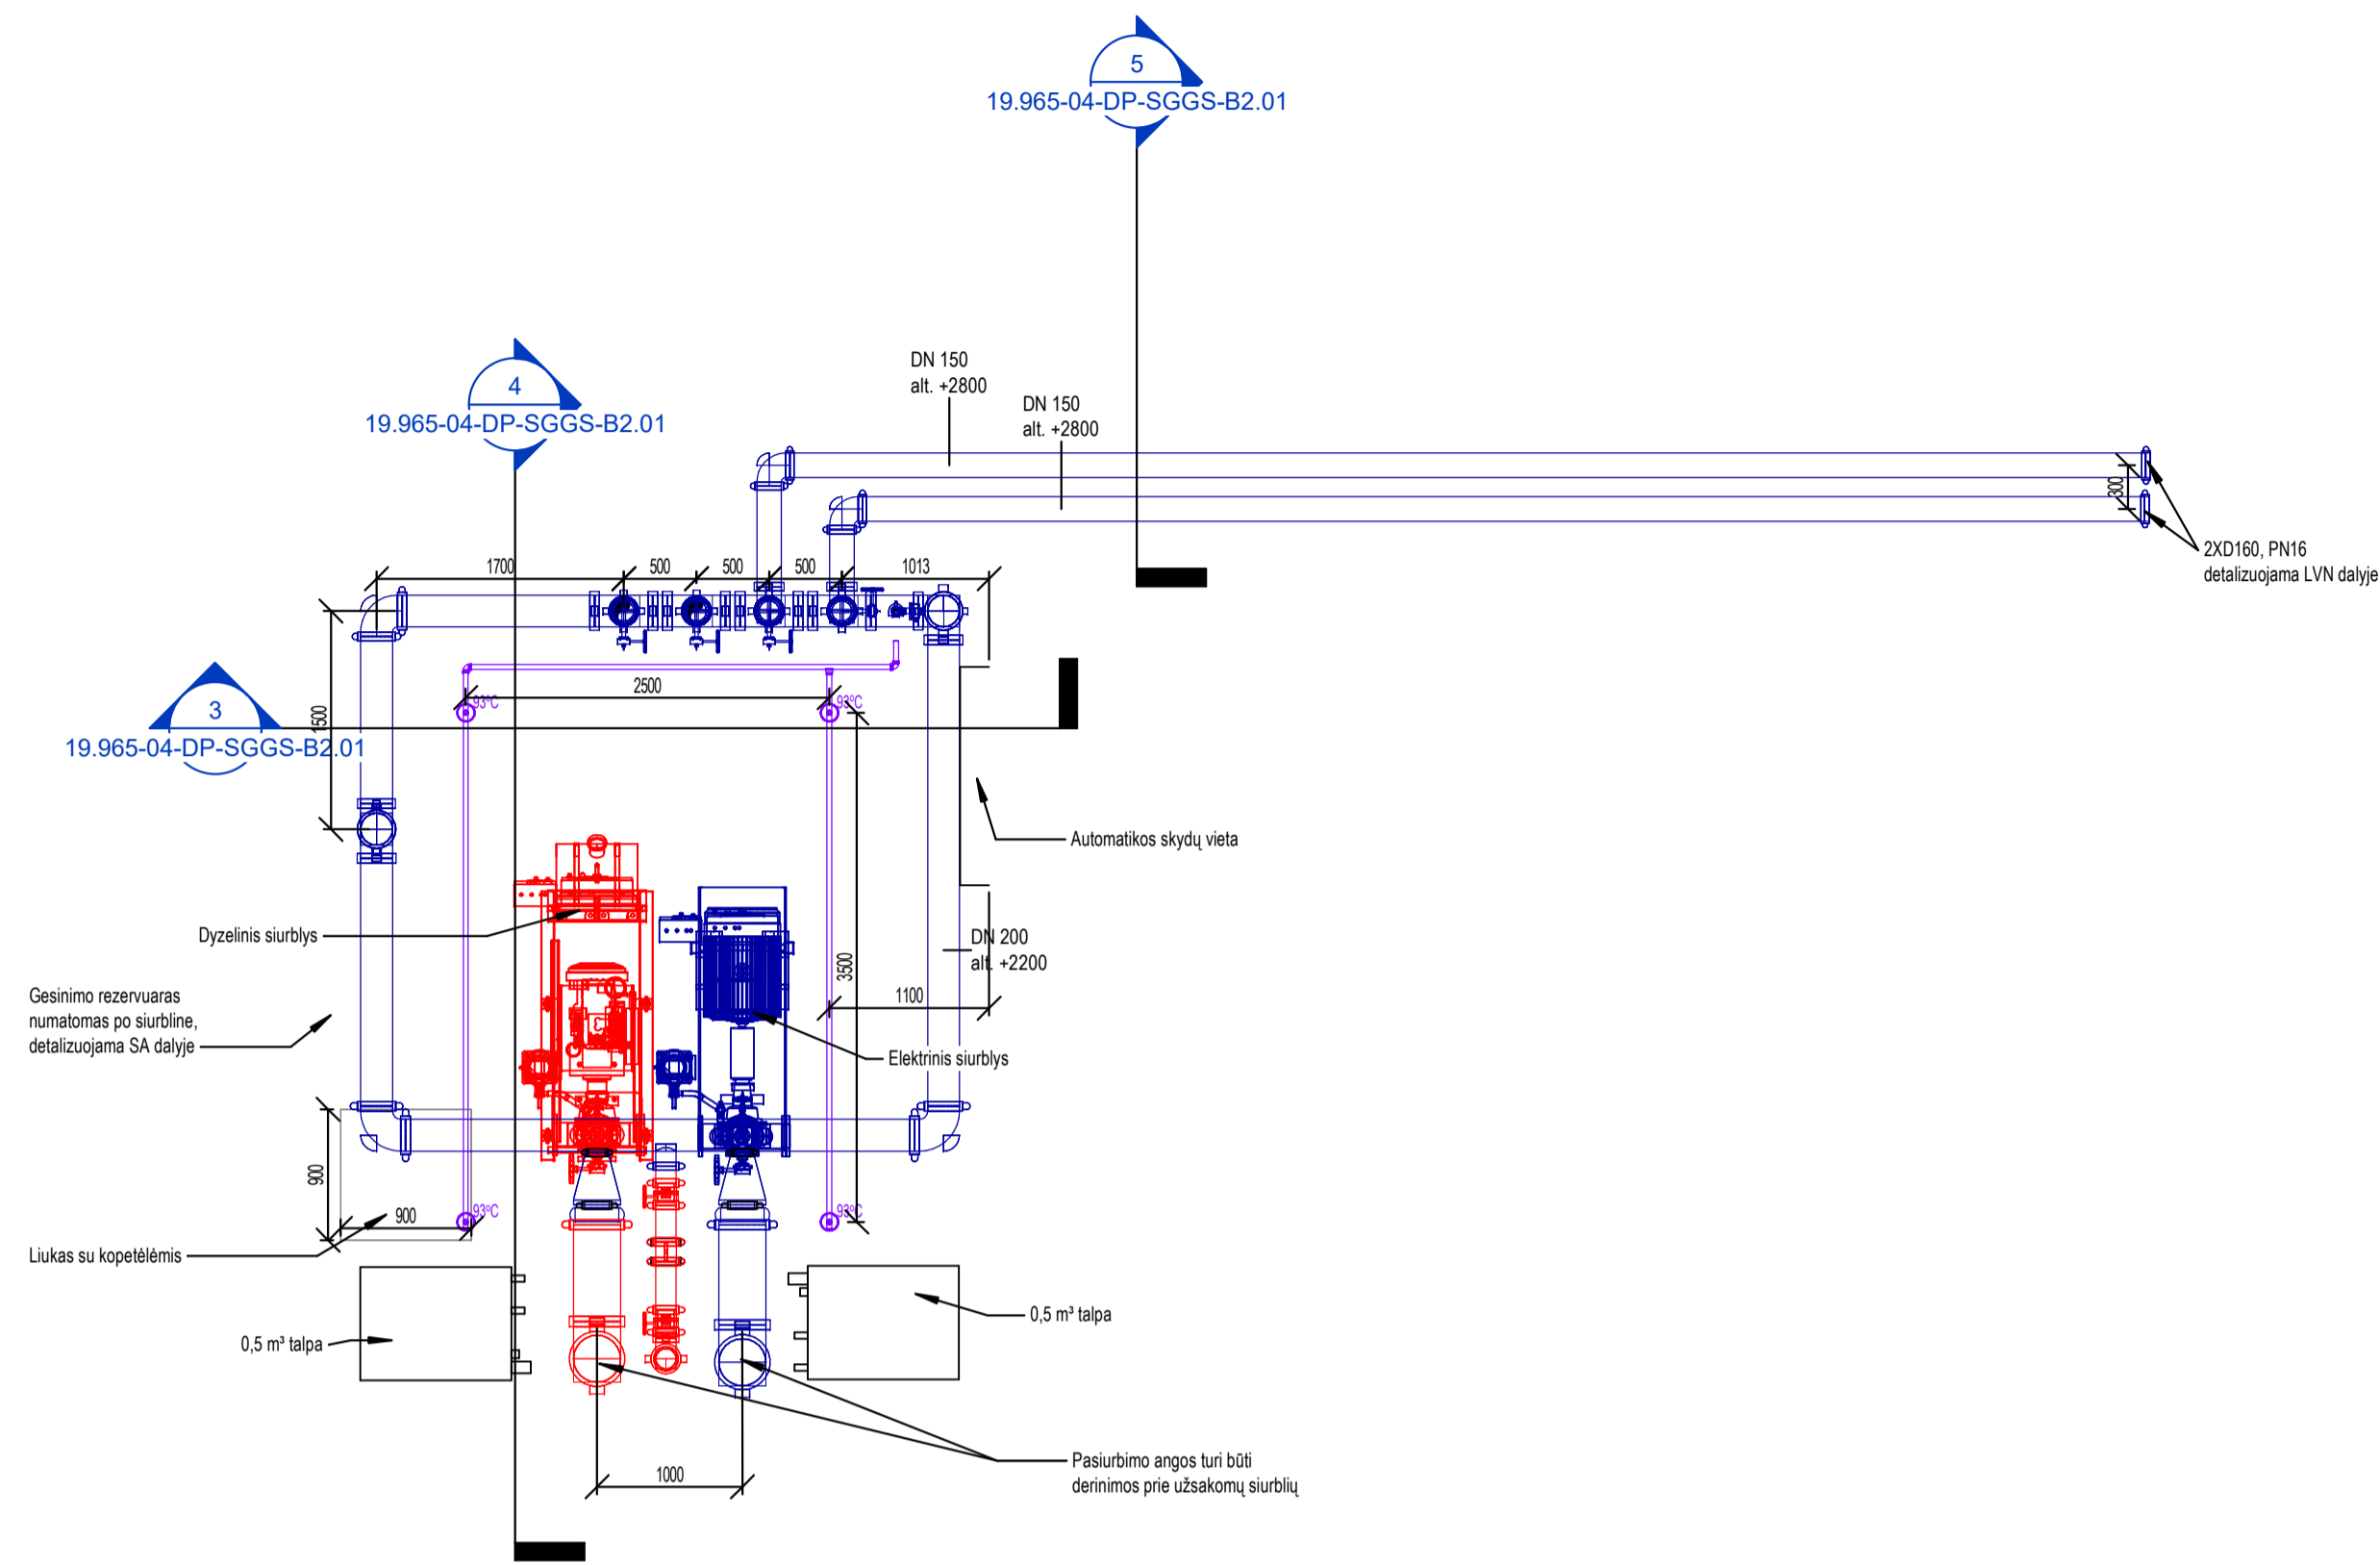 5
19.965-04-DP-SGGS-B2.01
4
19.965-04-DP-SGGS-B2.01
DN 150
alt. +2800
DN 150
alt. +2800
300
2XD160, PN16
detalizuojama LVN dalyje
1700
500
500
500
1013
3
19.965-04-DP-SGGS-B2.01
1500
2500
93°C
93°C
Automatikos skydų vieta
Dyzelinis siurblys
DN 200
alt. +2200
3500
1100
Gesinimo rezervuaras
numatomas po siurbline,
detalizuojama SA dalyje
Elektrinis siurblys
900
900
93°C
93°C
Liukas su kopetėlėmis
0,5 m³ talpa
0,5 m³ talpa
1000
Pasiurbimo angos turi būti
derinimos prie užsakomų siurblių